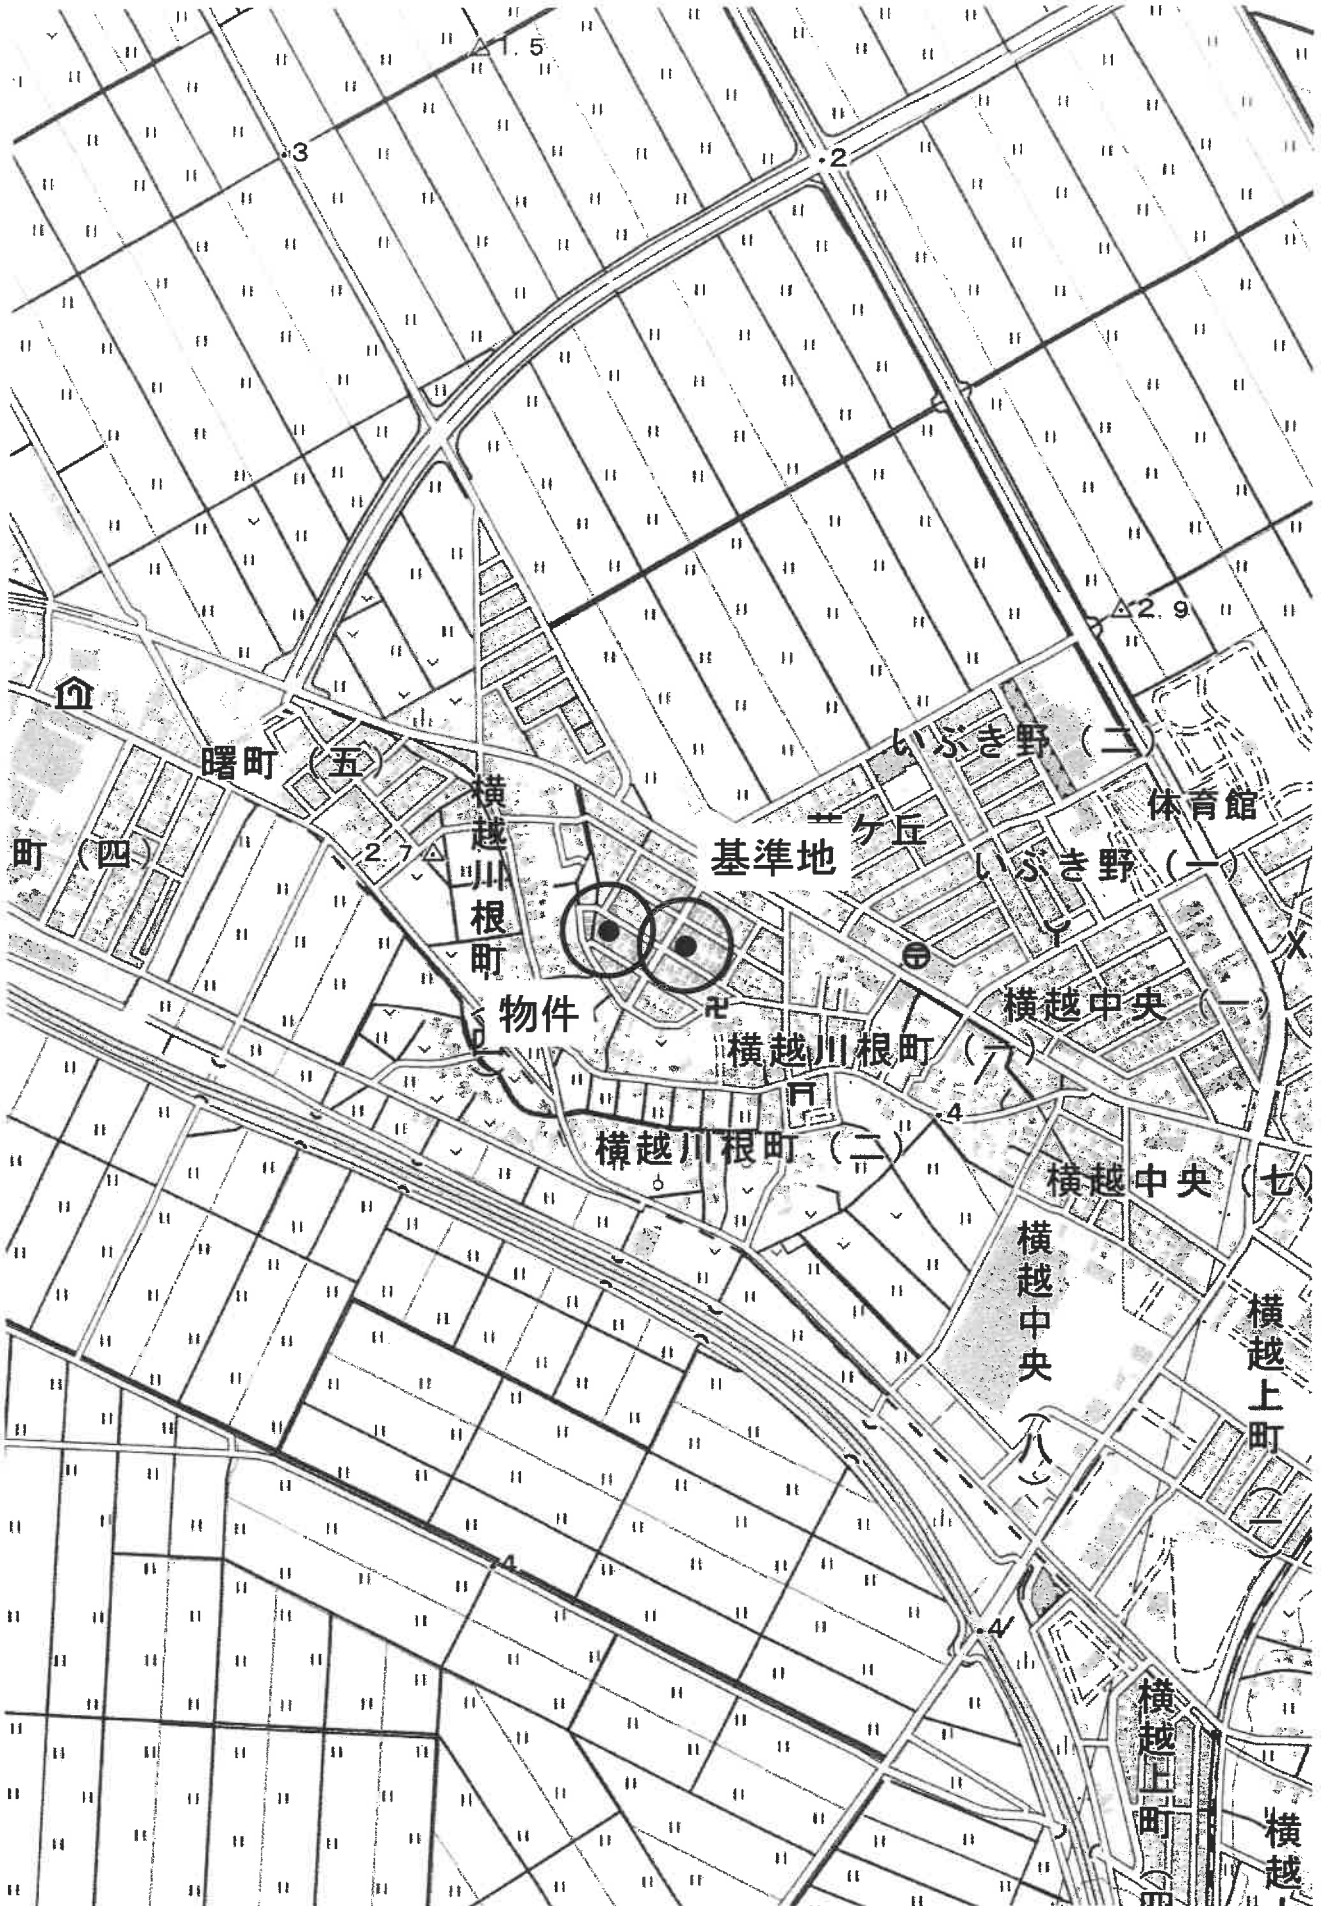 1.5
3
2
2.9
いぶき野(二)
曙町(五)
横越川根町
体育館
町(四)
27
ケ丘
基準地
いぶき野(一)
物件
横越中央(一)
横越川根町(六)
4
横越川根町(二)
横越中央(七)
横越中央(八)
横越上町(一)
4
4
横越上町(四
横越